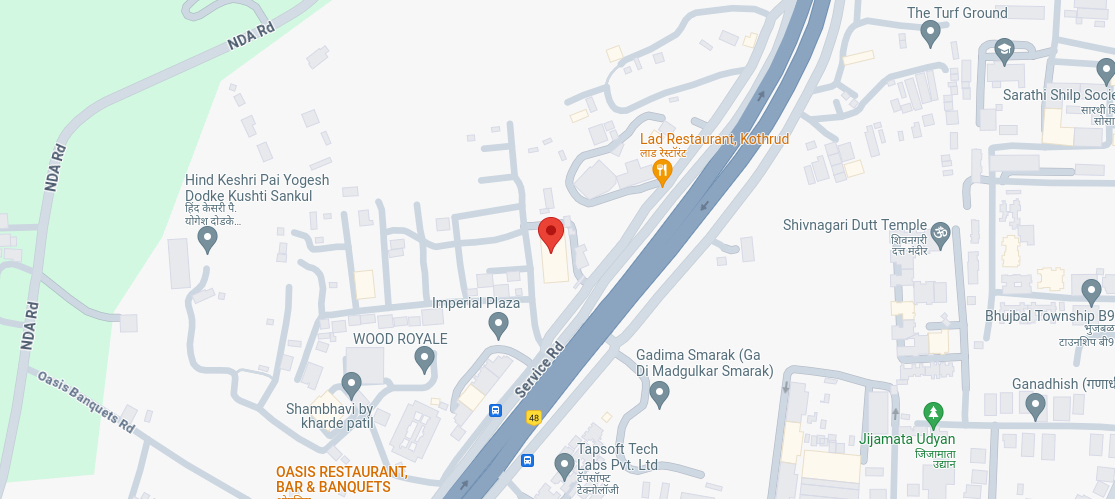 NDA Rd
The Turf Ground
Sarathi Shilp Socie
सारथी शि
सोसा
Lad Restaurant, Kothrud
लाड रेस्टॉरंट
NDA Rd
Hind Keshri Pai Yogesh
Dodke Kushti Sankul
हिंद केसरी पै.
योगेश दोडके...
Shivnagari Dutt Temple
शिवनगरी
दत्त मंदीर
Bhujbal Township B9
भुजबळ
टाउनशिप बी9
Imperial Plaza
NDA Rd
WOOD ROYALE
Service Rd
Gadima Smarak (Ga
Di Madgulkar Smarak)
Oasis Banquets Rd
Shambhavi by
kharde patil
48
Ganadhish (गणाध
Jijamata Udyan
जिजामाता
उद्यान
Tapsoft Tech
Labs Pvt. Ltd
टॅपसॉफ्ट
टेक्नोलॉजी
OASIS RESTAURANT,
BAR & BANQUETS